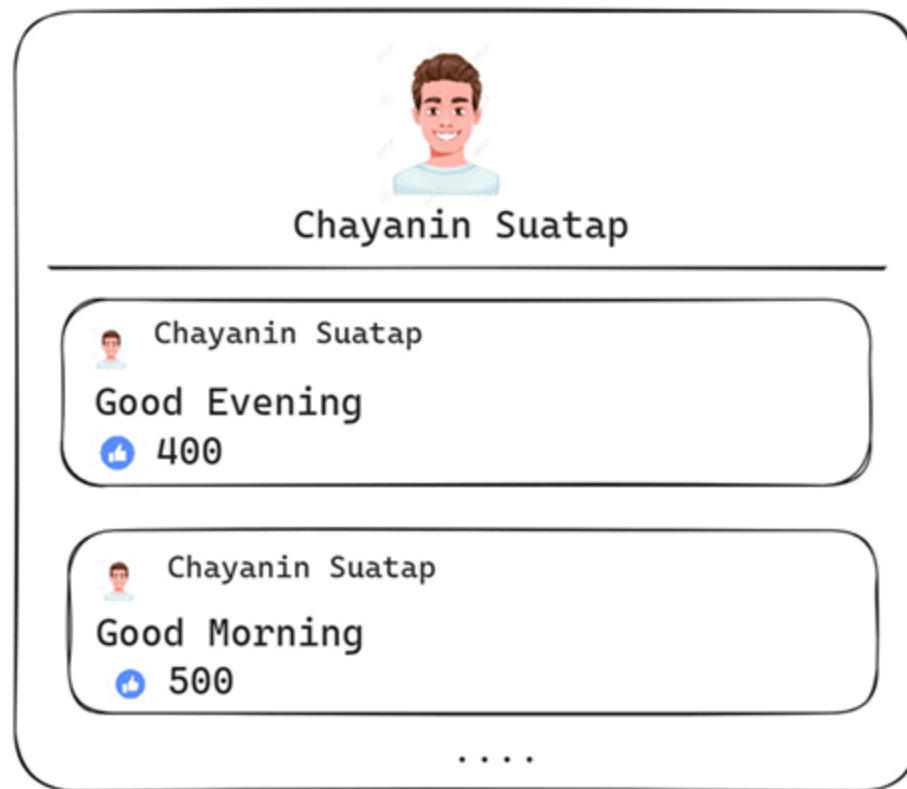 Chayanin Suatap
Chayanin Suatap
Good Evening
400
Chayanin Suatap
Good Morning
500
....